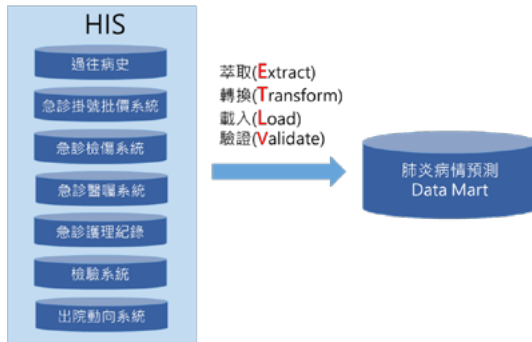 HIS
過往病史
急診掛號批價系統
急診檢傷系統
急診醫囑系統
急診護理紀錄
檢驗系統
出院動向系統
萃取(Extract)
轉換(Transform)
載入(Load)
驗證(Validate)
肺炎病情預測
Data Mart